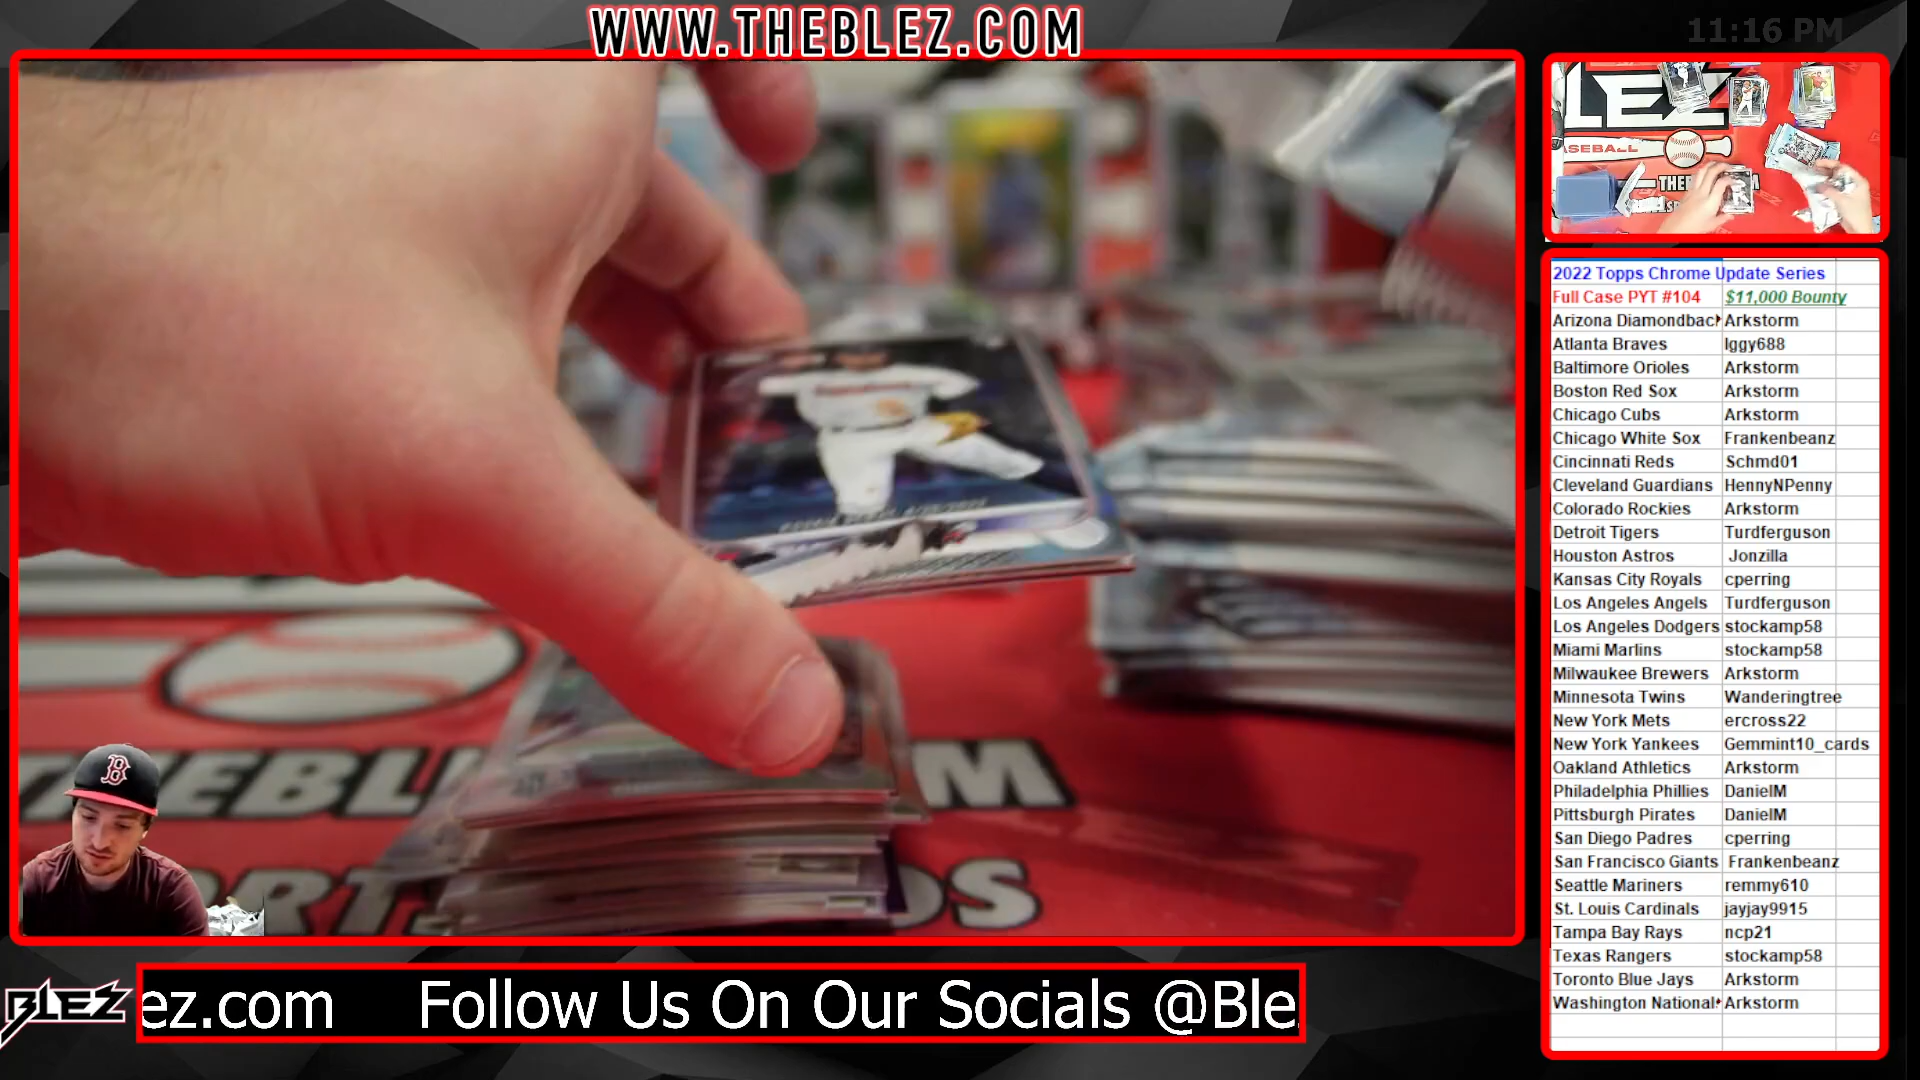 WWW.THEBLEZ.COM
11:16 PM
LEZ
ASEBALL
THE
2022 Topps Chrome Update Series
Full Case PYT #104 $11,000 Bounty
Arizona Diamondbac Arkstorm
Atlanta Braves Iggy688
Baltimore Orioles Arkstorm
Boston Red Sox Arkstorm
Chicago Cubs Arkstorm
Chicago White Sox Frankenbeanz
Cincinnati Reds Schmd01
Cleveland Guardians HennyNPenny
Colorado Rockies Arkstorm
Detroit Tigers Turdferguson
Houston Astros Jonzilla
Kansas City Royals cperring
Los Angeles Angels Turdferguson
Los Angeles Dodgers stockamp58
Miami Marlins stockamp58
Milwaukee Brewers Arkstorm
Minnesota Twins Wanderingtree
New York Mets ercross22
New York Yankees Gemmint10_cards
Oakland Athletics Arkstorm
Philadelphia Phillies DanielM
Pittsburgh Pirates DanielM
San Diego Padres cperring
San Francisco Giants Frankenbeanz
Seattle Mariners remmy610
St. Louis Cardinals jayjay9915
Tampa Bay Rays ncp21
Texas Rangers stockamp58
Toronto Blue Jays Arkstorm
Washington National Arkstorm
THEBL M
ORT DS
B
BLEZ
ez.com Follow Us On Our Socials @Ble